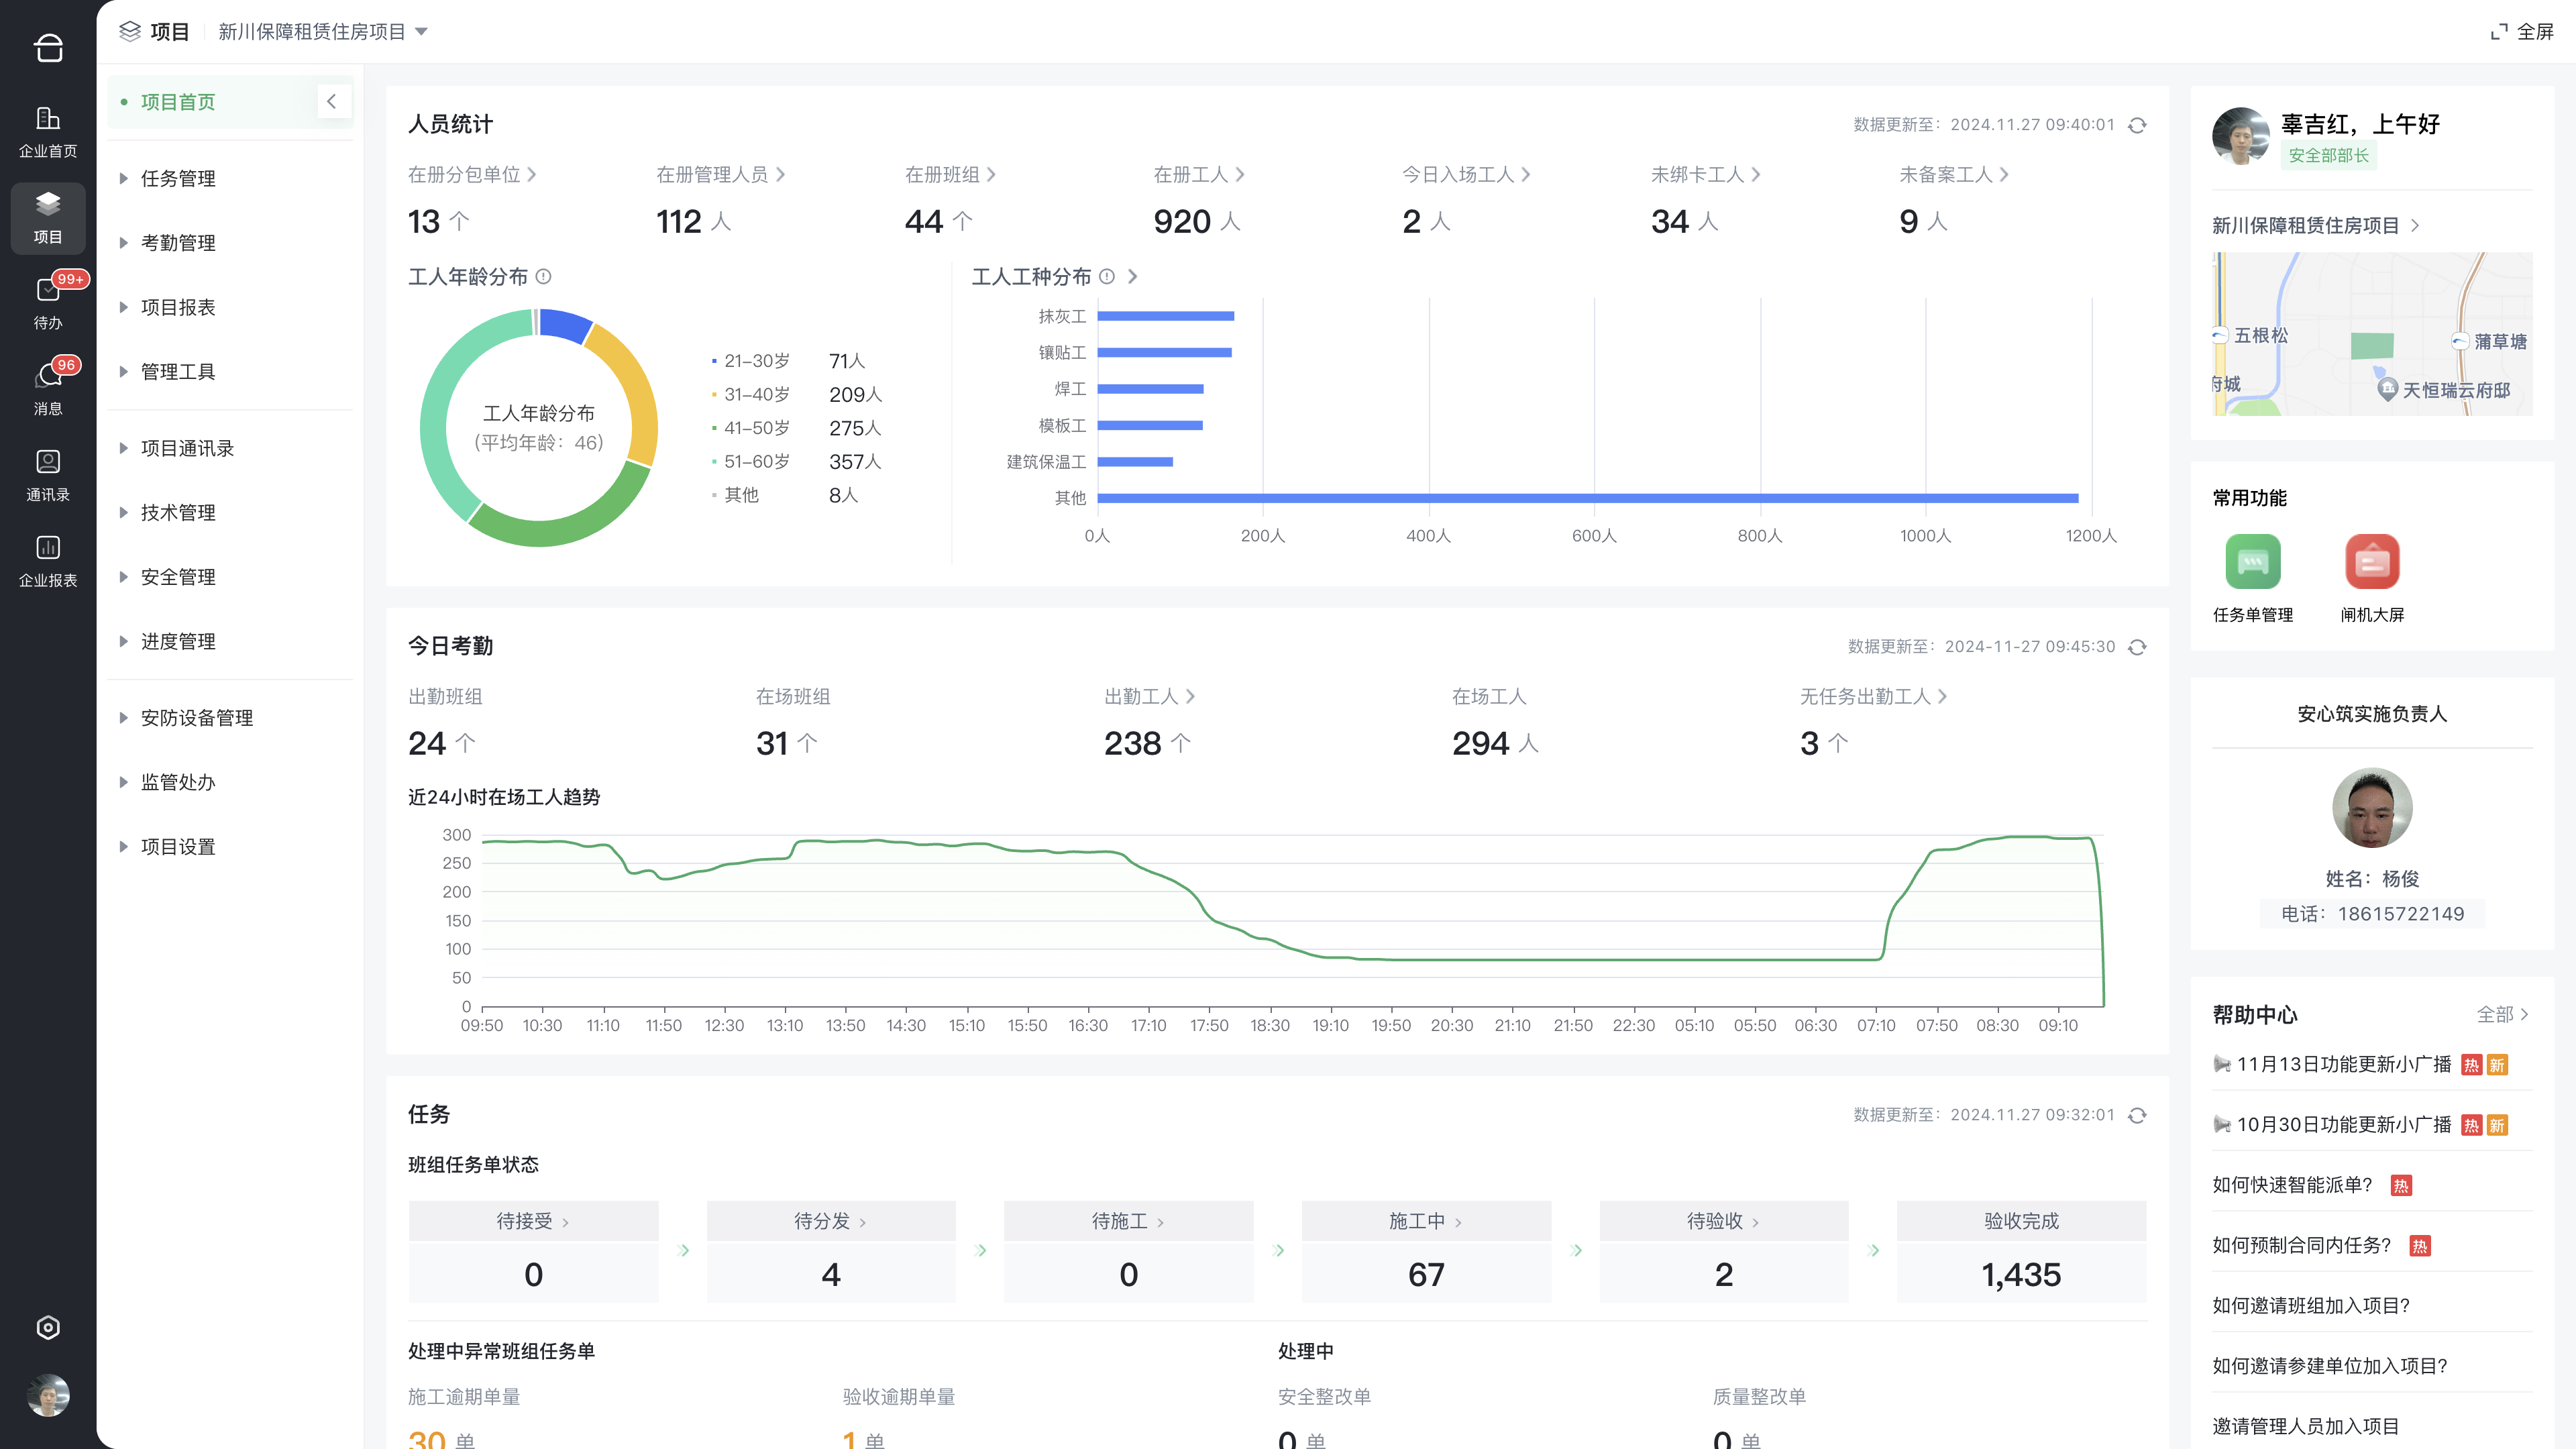 项目
新川保障租赁住房项目
全屏
企业首页
项目
99+
待办
96
消息
通讯录
企业报表
项目首页
任务管理
考勤管理
项目报表
管理工具
项目通讯录
技术管理
安全管理
进度管理
安防设备管理
监管处办
项目设置
人员统计
数据更新至：2024.11.27 09:40:01
在册分包单位
13 个
在册管理人员
112 人
在册班组
44 个
在册工人
920 人
今日入场工人
2 人
未绑卡工人
34 人
未备案工人
9 人
工人年龄分布
工人年龄分布
(平均年龄：46)
21-30岁 71人
31-40岁 209人
41-50岁 275人
51-60岁 357人
其他 8人
工人工种分布
抹灰工
镶贴工
焊工
模板工
建筑保温工
其他
0人 200人 400人 600人 800人 1000人 1200人
今日考勤
数据更新至：2024-11-27 09:45:30
出勤班组
24 个
在场班组
31 个
出勤工人
238 个
在场工人
294 人
无任务出勤工人
3 个
近24小时在场工人趋势
300
250
200
150
100
50
0
09:50 10:30 11:10 11:50 12:30 13:10 13:50 14:30 15:10 15:50 16:30 17:10 17:50 18:30 19:10 19:50 20:30 21:10 21:50 22:30 05:10 05:50 06:30 07:10 07:50 08:30 09:10
任务
数据更新至：2024.11.27 09:32:01
班组任务单状态
待接受
0
待分发
4
待施工
0
施工中
67
待验收
2
验收完成
1,435
处理中异常班组任务单
施工逾期单量
30 单
验收逾期单量
1 单
处理中
安全整改单
0 单
质量整改单
0 单
辜吉红，上午好
安全部部长
新川保障租赁住房项目
五根松
蒲草塘
府城
天恒瑞云府邸
常用功能
任务单管理
闸机大屏
安心筑实施负责人
姓名：杨俊
电话：18615722149
帮助中心
全部
11月13日功能更新小广播 热 新
10月30日功能更新小广播 热 新
如何快速智能派单? 热
如何预制合同内任务? 热
如何邀请班组加入项目?
如何邀请参建单位加入项目?
邀请管理人员加入项目